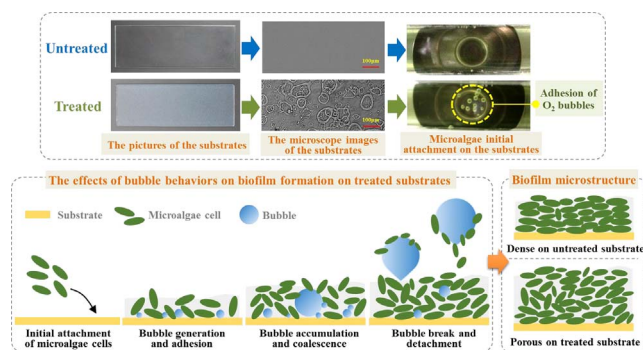 Untreated
100μm
Treated
100μm
Adhesion of
O2 bubbles
The pictures of the substrates
The microscope images
of the substrates
Microalgae initial
attachment on the substrates
The effects of bubble behaviors on biofilm formation on treated substrates
Substrate
Microalgae cell
Bubble
Initial attachment
of microalgae cells
Bubble generation
and adhesion
Bubble accumulation
and coalescence
Bubble break and
detachment
Biofilm microstructure
Dense on untreated substrate
Porous on treated substrate